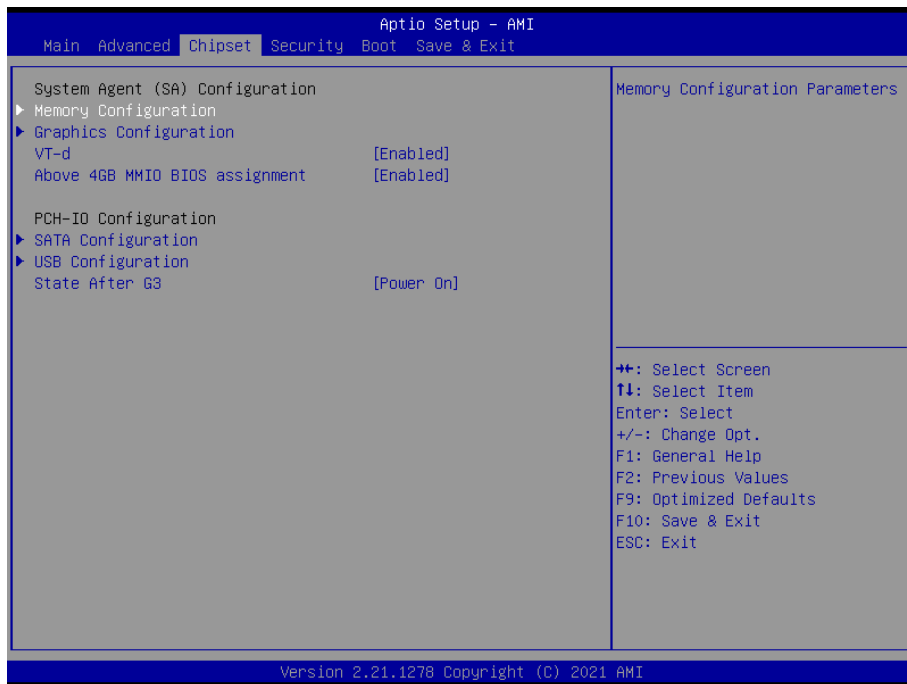 Aptio Setup – AMI
Main Advanced Chipset Security Boot Save & Exit
System Agent (SA) Configuration
▶ Memory Configuration
▶ Graphics Configuration
VT-d [Enabled]
Above 4GB MMIO BIOS assignment [Enabled]
PCH-IO Configuration
▶ SATA Configuration
▶ USB Configuration
State After G3 [Power On]
Memory Configuration Parameters
→←: Select Screen
↑↓: Select Item
Enter: Select
+/-: Change Opt.
F1: General Help
F2: Previous Values
F9: Optimized Defaults
F10: Save & Exit
ESC: Exit
Version 2.21.1278 Copyright (C) 2021 AMI